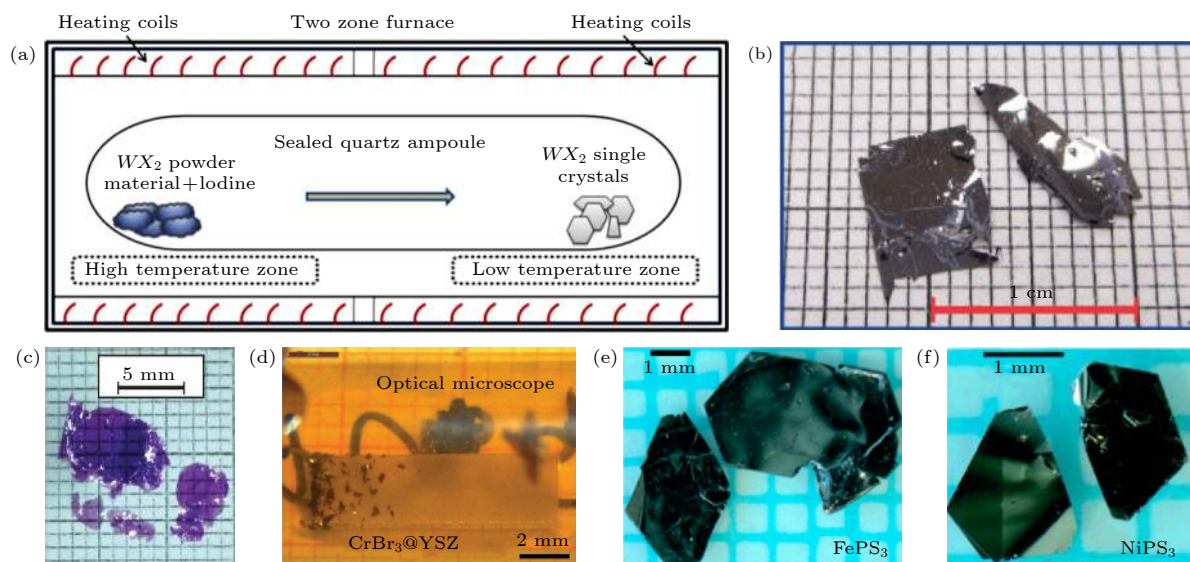 Heating coils
Two zone furnace
Heating coils
(a)
Sealed quartz ampoule
WX₂ powder
material+lodine
WX₂ single
crystals
High temperature zone
Low temperature zone
(b)
1 cm
(c)
5 mm
(d)
Optical microscope
CrBr₃@YSZ
2 mm
(e)
1 mm
FePS₃
(f)
1 mm
NiPS₃